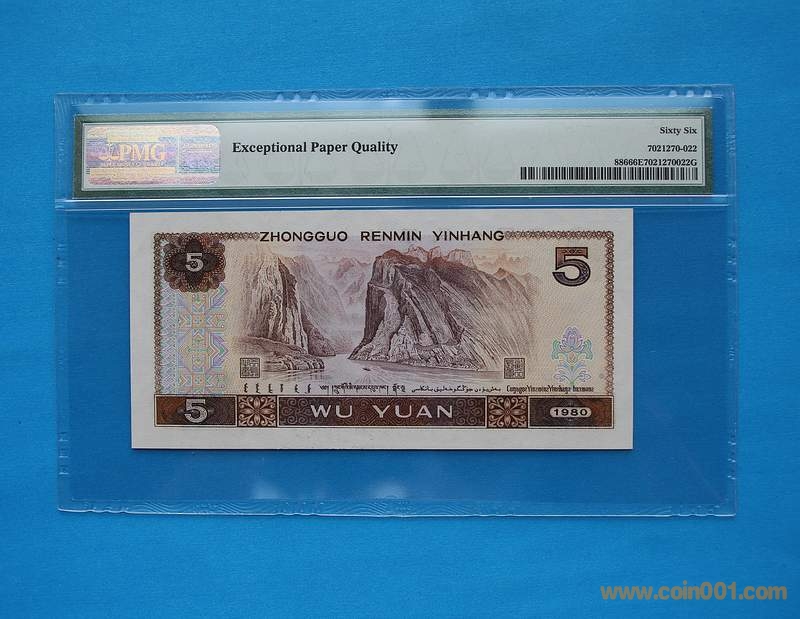 PMG
Exceptional Paper Quality
Sixty Six
7021270-022
88666E7021270022G
ZHONGGUO RENMIN YINHANG
5
5
5
WU YUAN
1980
www.coin001.com